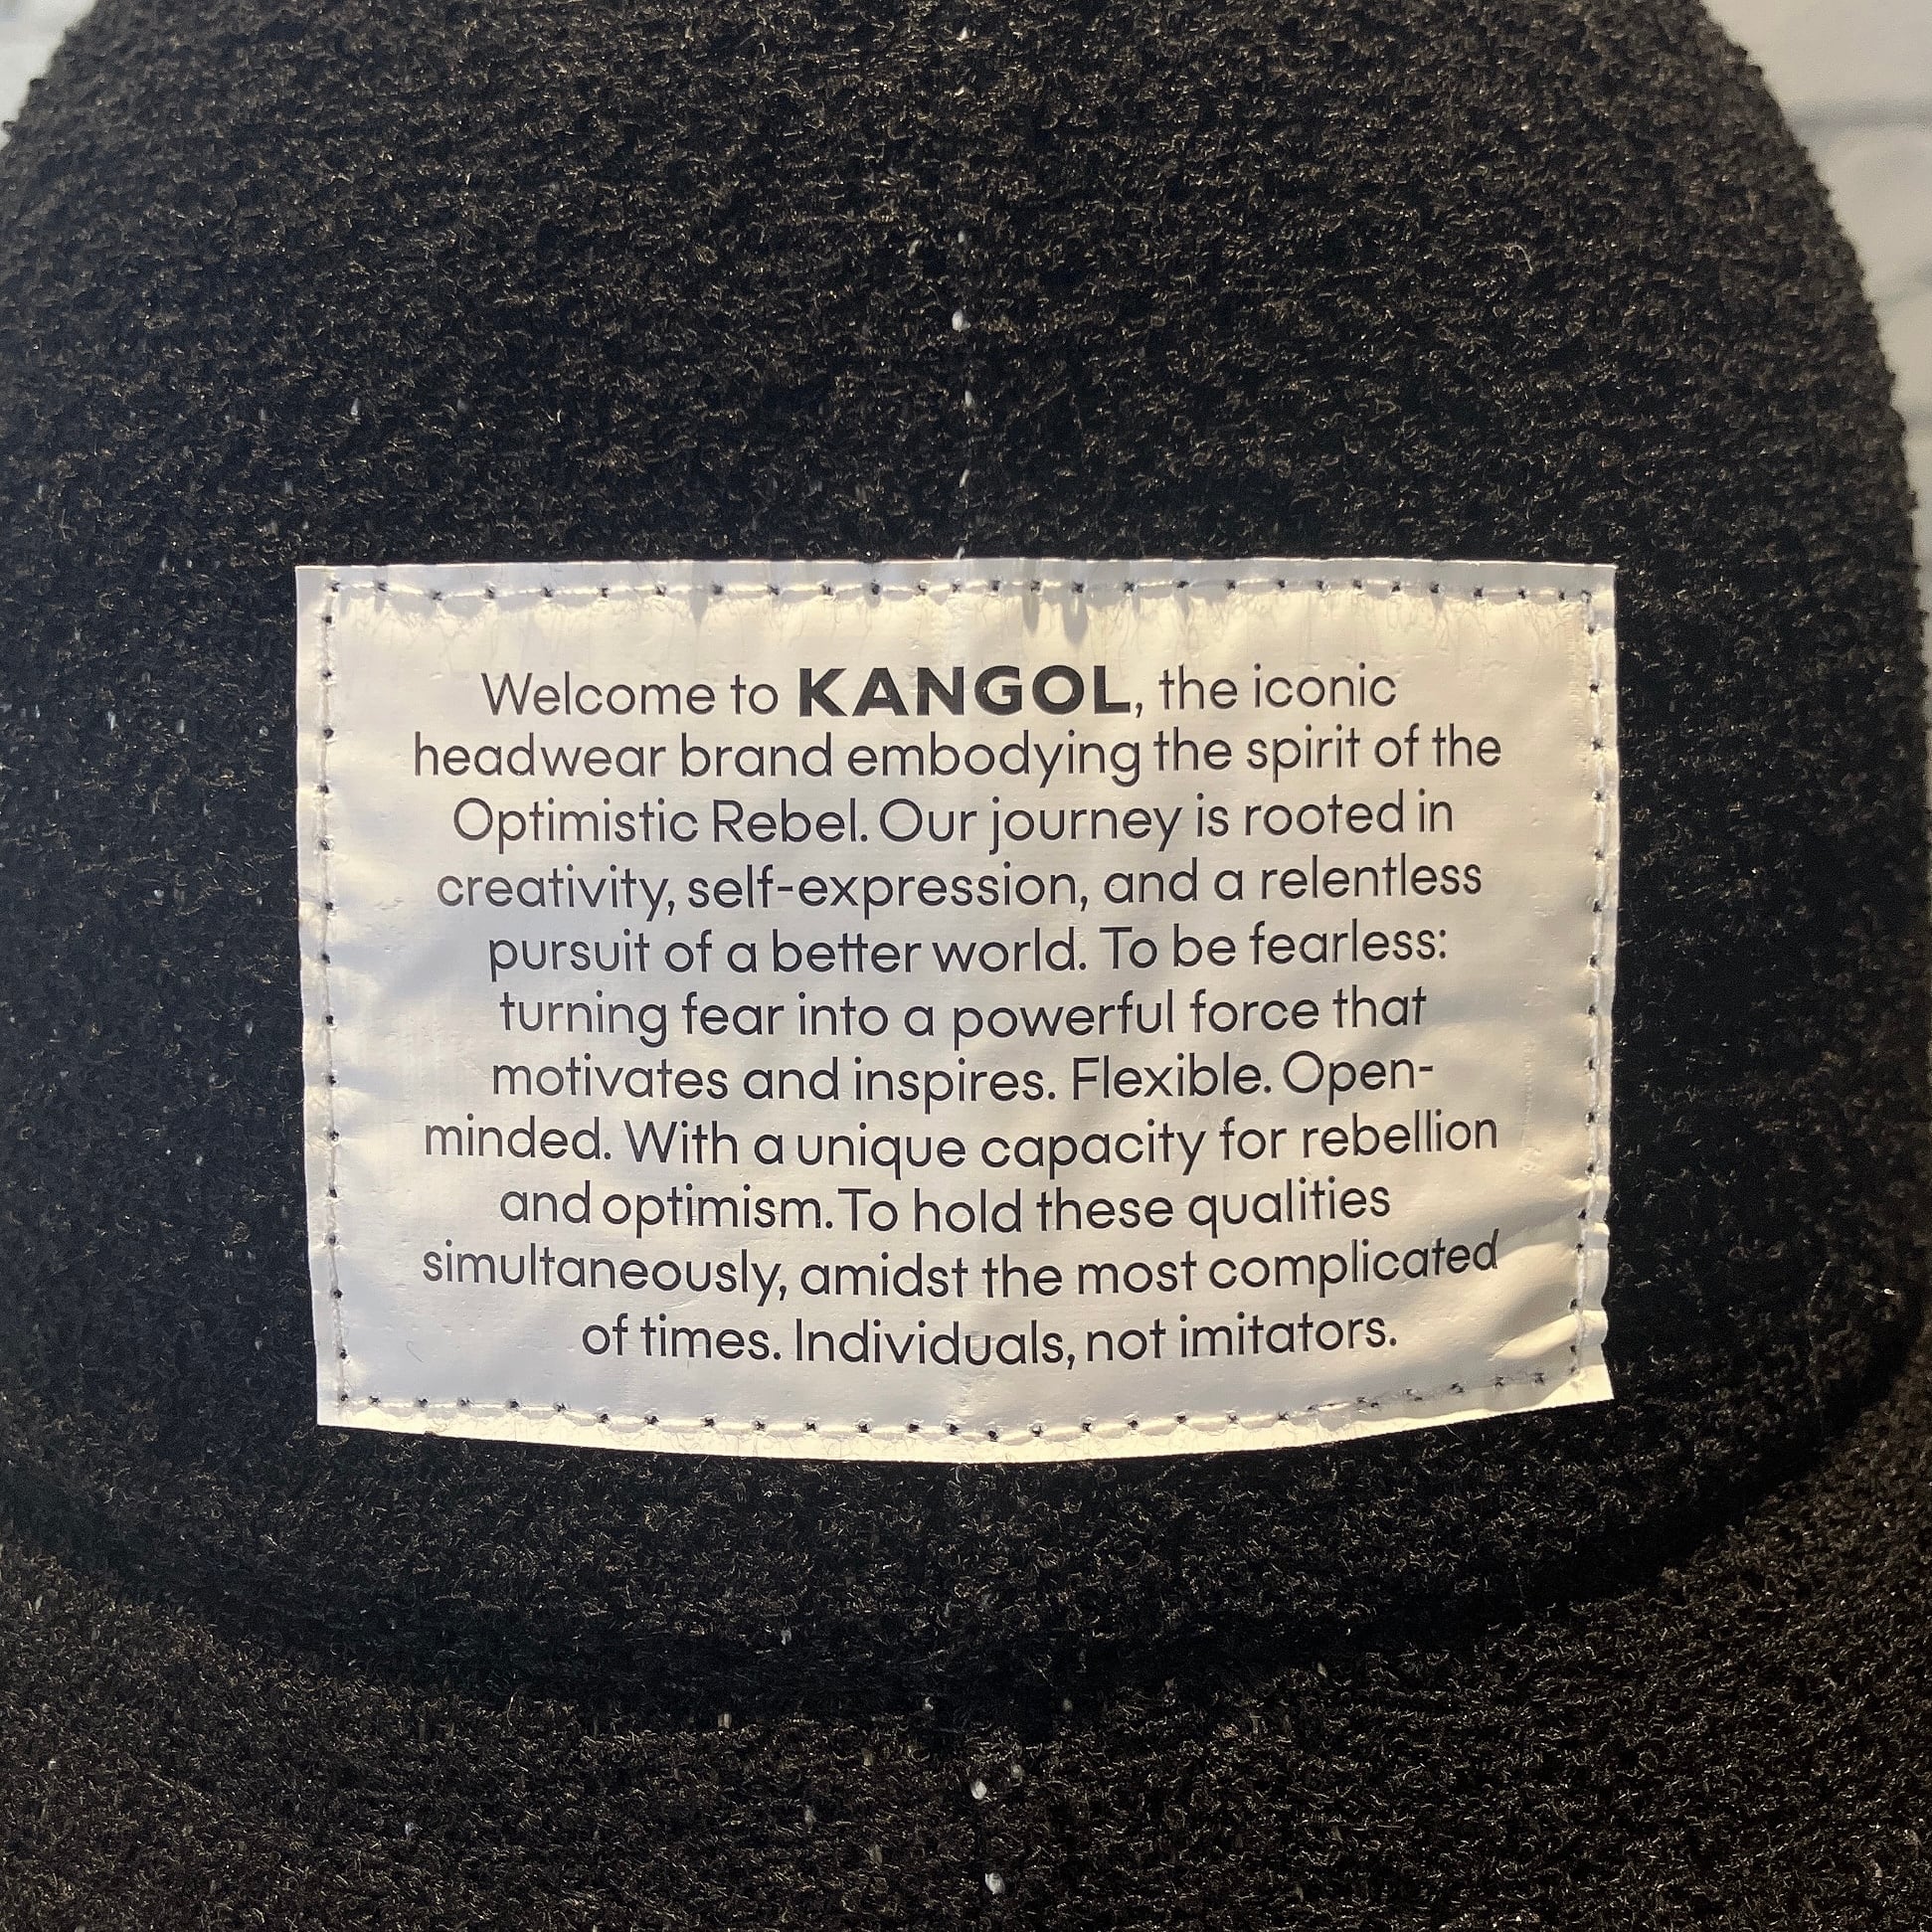 Welcome to KANGOL, the iconic
headwear brand embodying the spirit of the
Optimistic Rebel. Our journey is rooted in
creativity, self-expression, and a relentless
pursuit of a better world. To be fearless:
turning fear into a powerful force that
motivates and inspires. Flexible. Open-
minded. With a unique capacity for rebellion
and optimism. To hold these qualities
simultaneously, amidst the most complicated
of times. Individuals, not imitators.